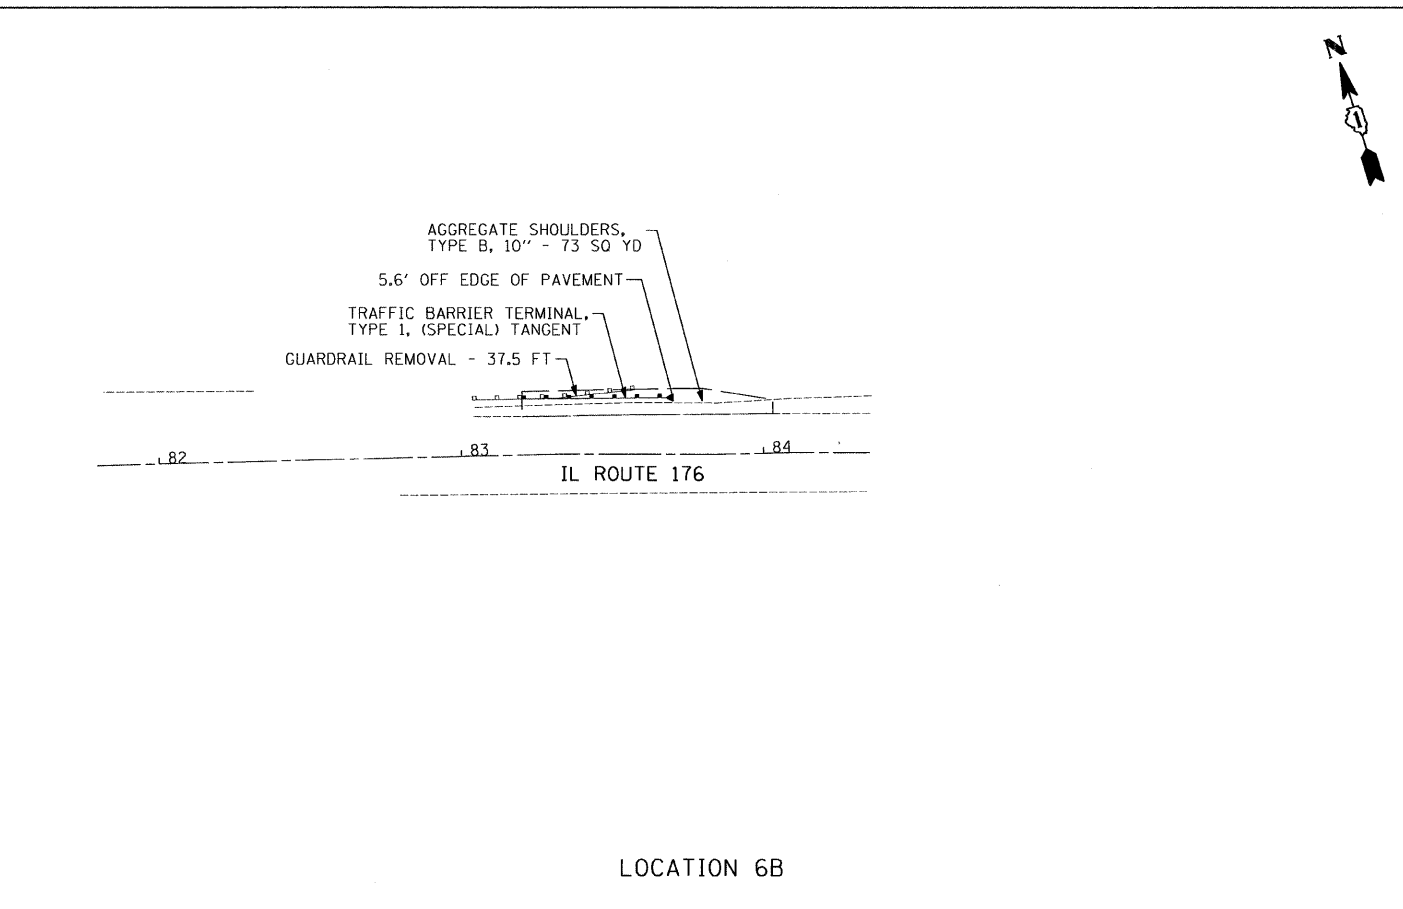 N
1
AGGREGATE SHOULDERS,
TYPE B, 10" - 73 SQ YD
5.6' OFF EDGE OF PAVEMENT
TRAFFIC BARRIER TERMINAL,
TYPE 1, (SPECIAL) TANGENT
GUARDRAIL REMOVAL - 37.5 FT
82
83
84
IL ROUTE 176
LOCATION 6B